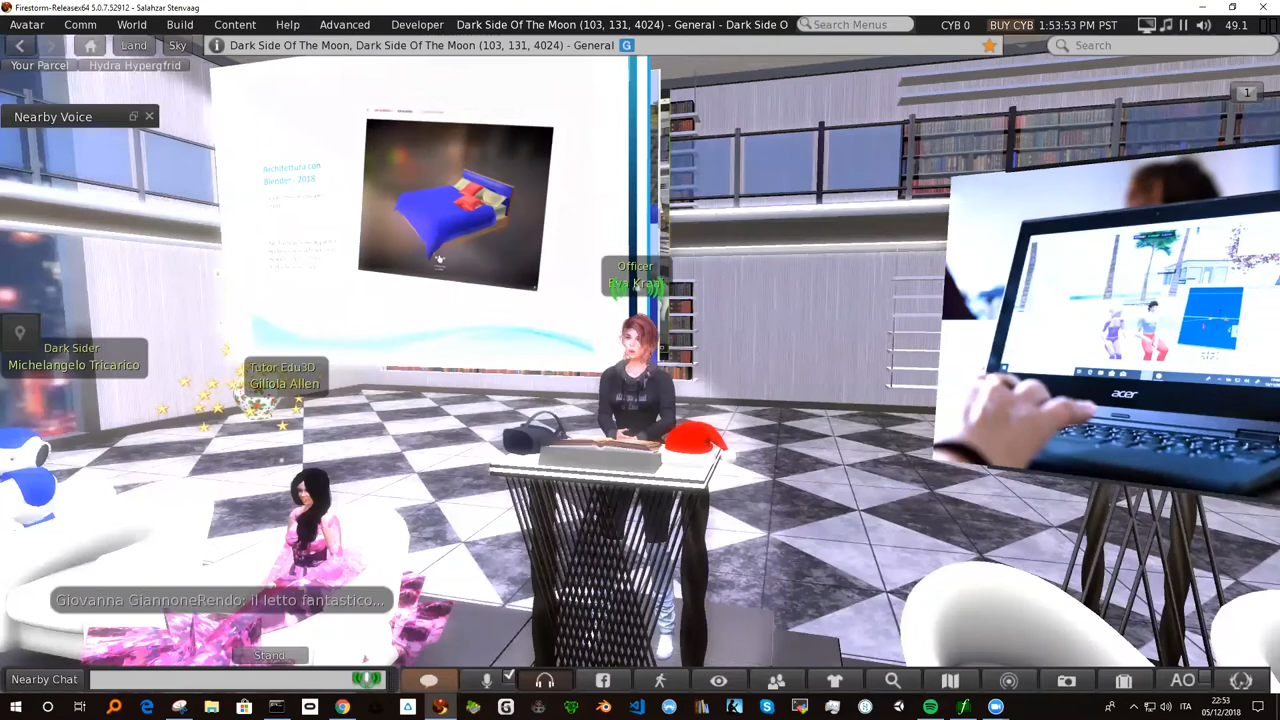 Firestorm-Releasex64 5.0.7.52912 - Salahzar Stenvaag
Avatar Comm World Build Content Help Advanced Developer Dark Side Of The Moon (103, 131, 4024) - General - Dark Side O Search Menus CYB 0 BUY CYB 1:53:53 PM PST 49.1
Land Sky Dark Side Of The Moon, Dark Side Of The Moon (103, 131, 4024) - General G Search
Your Parcel Hydra Hypergfrid
1
Nearby Voice
Architettura con
Blender - 2018
Officer
Eva Kraai
Dark Sider
Michelangelo Tricarico
Tutor Edu3D
Giliola Allen
acer
Giovanna GiannoneRendo: il letto fantastico...
Stand
Nearby Chat
AO
ITA
22:53
05/12/2018